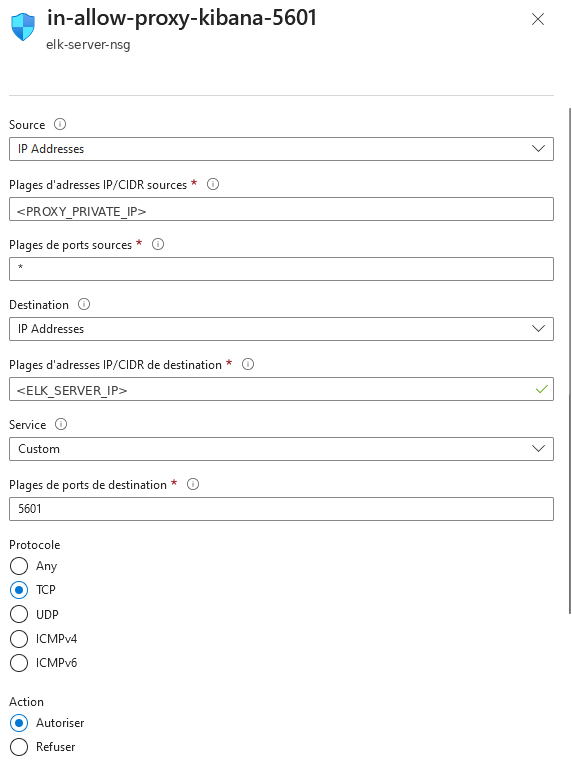 in-allow-proxy-kibana-5601
elk-server-nsg
Source
IP Addresses
Plages d'adresses IP/CIDR sources *
<PROXY_PRIVATE_IP>
Plages de ports sources *
*
Destination
IP Addresses
Plages d'adresses IP/CIDR de destination *
<ELK_SERVER_IP>
Service
Custom
Plages de ports de destination *
5601
Protocole
Any
TCP
UDP
ICMPv4
ICMPv6
Action
Autoriser
Refuser